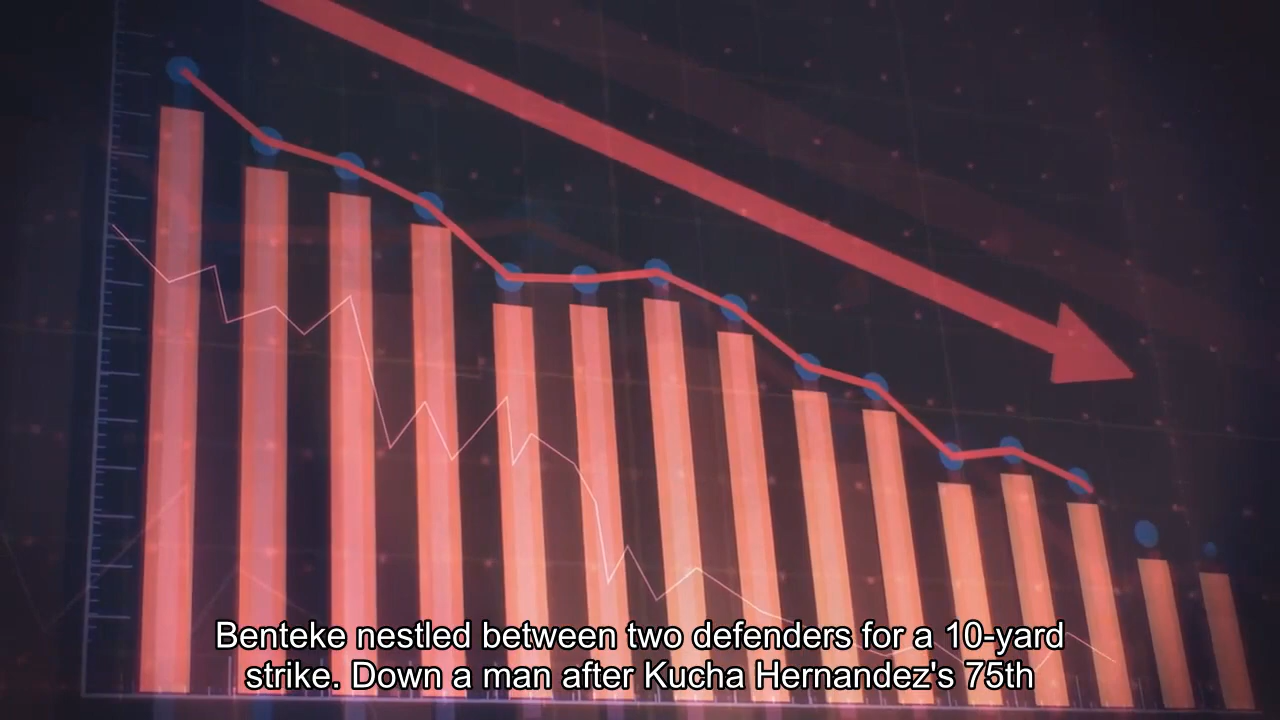 Benteke nestled between two defenders for a 10-yard
strike. Down a man after Kucha Hernandez's 75th